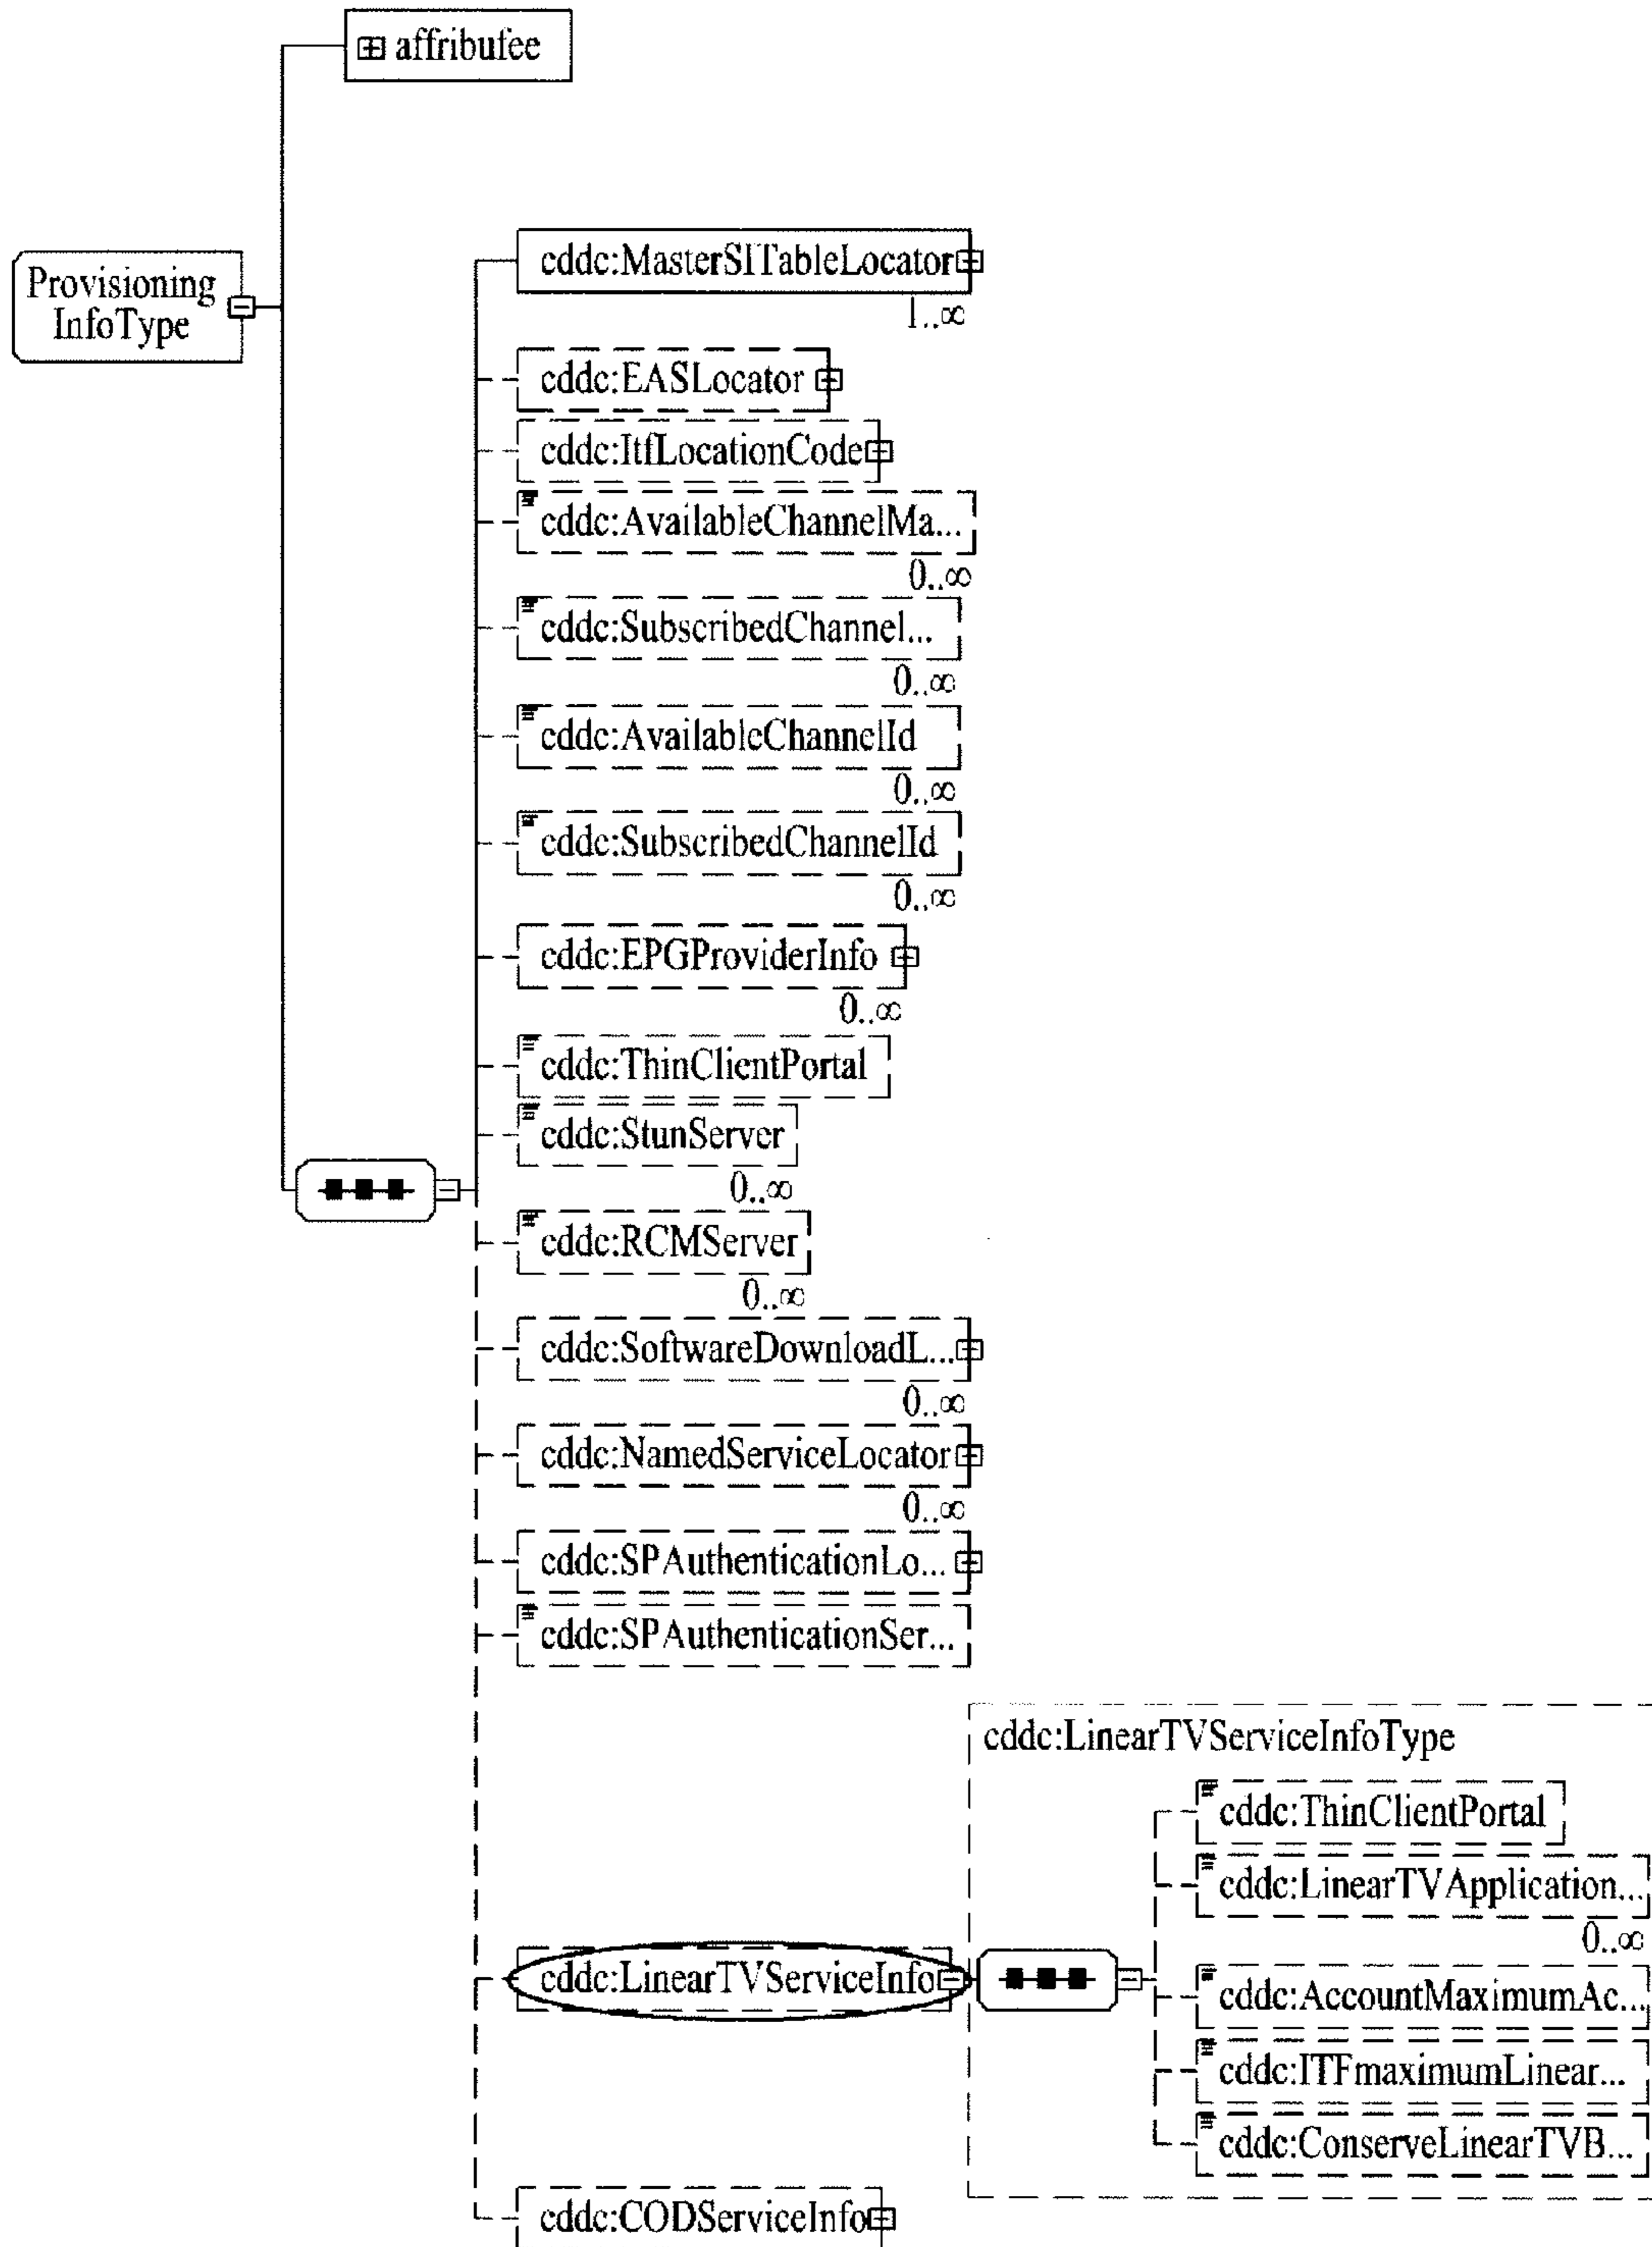 affribufee
Provisioning
InfoType
cddc:MasterSITableLocator
1..∞
cddc:EASLocator
cddc:ItfLocationCode
cddc:AvailableChannelMa...
0..∞
cddc:SubscribedChannel...
0..∞
cddc:AvailableChannelId
0..∞
cddc:SubscribedChannelId
0..∞
cddc:EPGProviderInfo
0..∞
cddc:ThinClientPortal
cddc:StunServer
0..∞
cddc:RCMServer
0..∞
cddc:SoftwareDownloadL...
0..∞
cddc:NamedServiceLocator
0..∞
cddc:SPAuthenticationLo...
cddc:SPAuthenticationSer...
cddc:LinearTVServiceInfoType
cddc:ThinClientPortal
cddc:LinearTVApplication...
0..∞
cddc:LinearTVServiceInfo
cddc:AccountMaximumAc...
cddc:ITFmaximumLinear...
cddc:ConserveLinearTVB...
cddc:CODServiceInfo